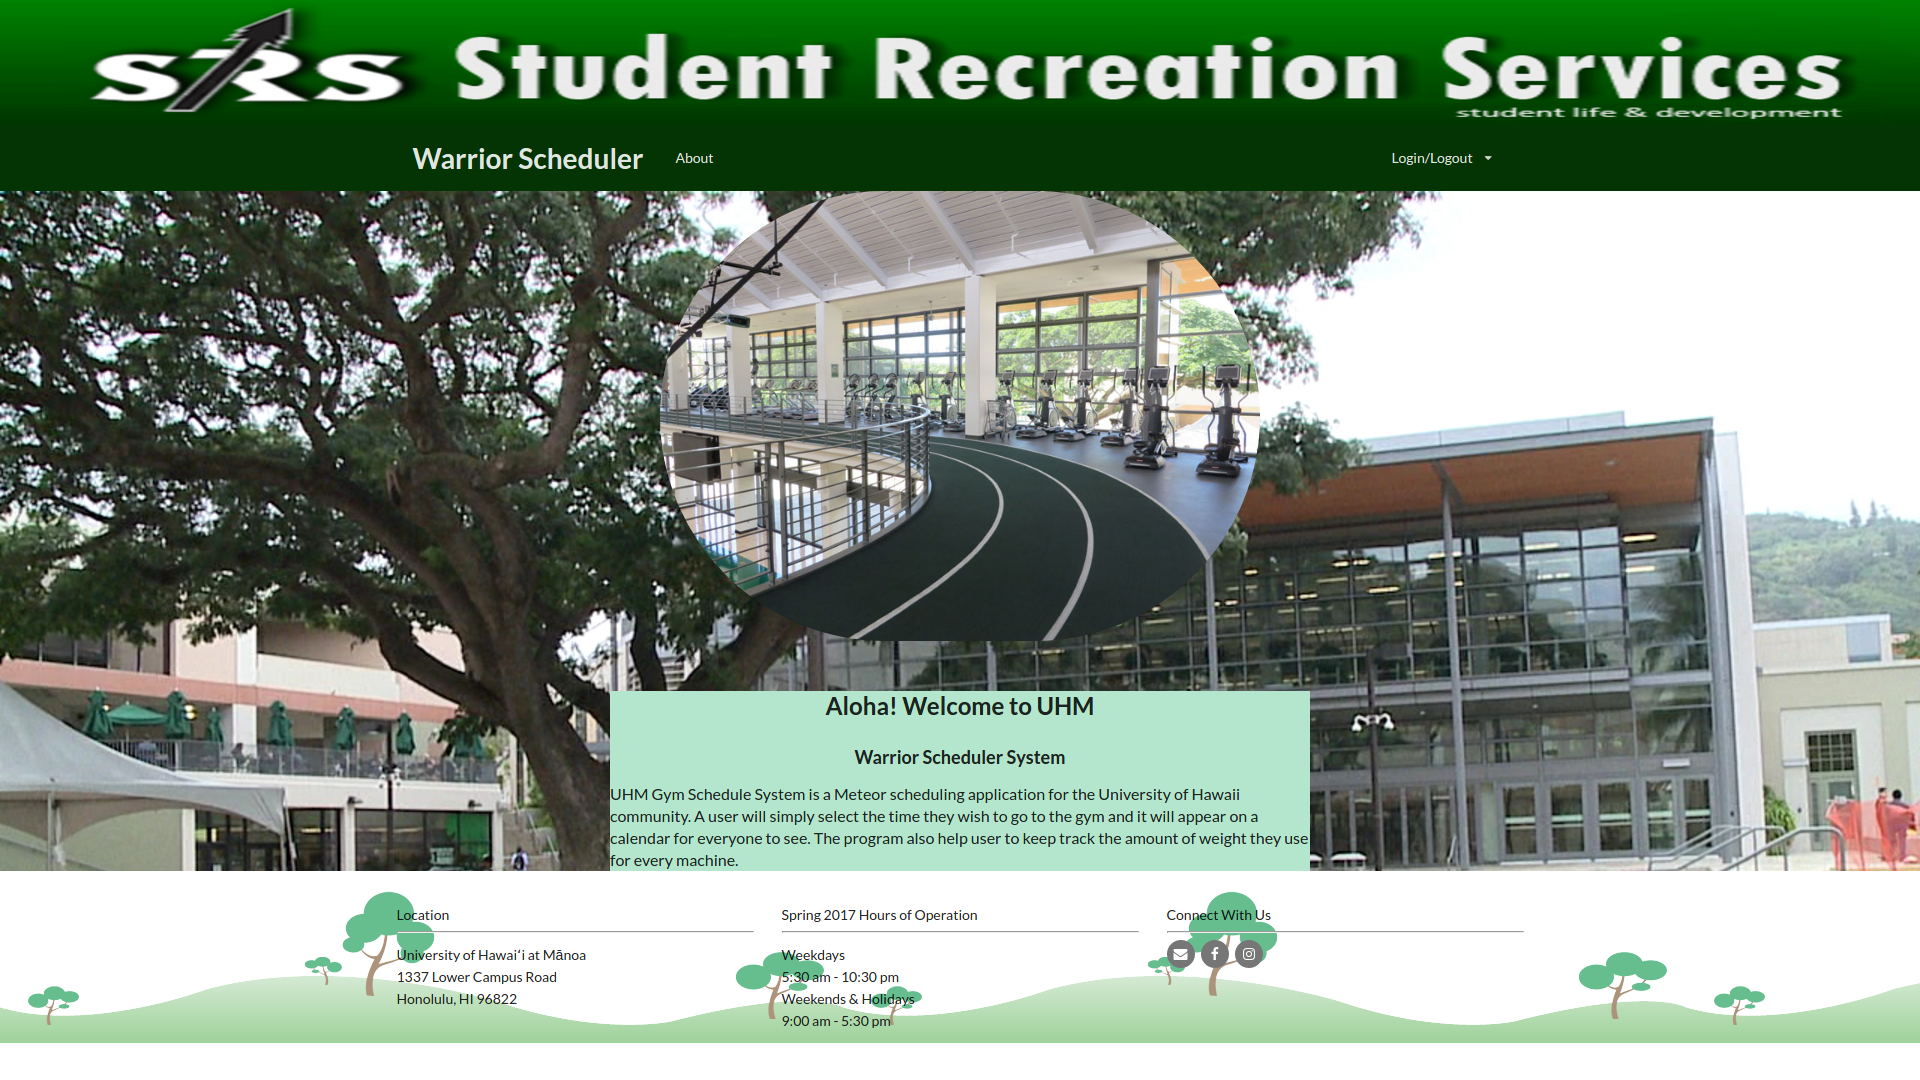 SRS Student Recreation Services
student life & development
Warrior Scheduler
About
Login/Logout
Aloha! Welcome to UHM
Warrior Scheduler System
UHM Gym Schedule System is a Meteor scheduling application for the University of Hawaii
community. A user will simply select the time they wish to go to the gym and it will appear on a
calendar for everyone to see. The program also help user to keep track the amount of weight they use
for every machine.
Location
University of Hawaiʻi at Mānoa
1337 Lower Campus Road
Honolulu, HI 96822
Spring 2017 Hours of Operation
Weekdays
5:30 am - 10:30 pm
Weekends & Holidays
9:00 am - 5:30 pm
Connect With Us